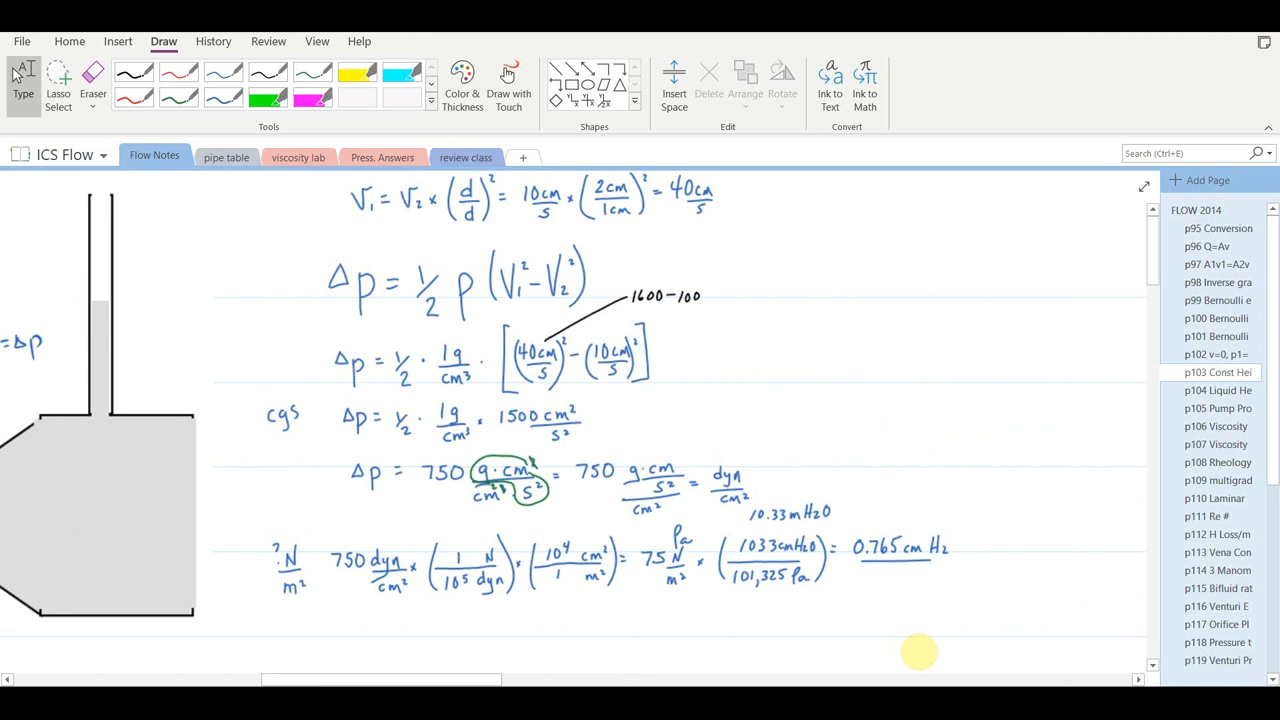 File Home Insert Draw History Review View Help
Type
Lasso Select
Eraser
Color & Thickness
Draw with Touch
Insert Space
Delete
Arrange
Rotate
Ink to Text
Ink to Math
Tools
Shapes
Edit
Convert
ICS Flow
Flow Notes
pipe table
viscosity lab
Press. Answers
review class
Search (Ctrl+E)
Add Page
FLOW 2014
p95 Conversion
p96 Q=Av
p97 A1v1=A2v
p98 Inverse gra
p99 Bernoulli e
p100 Bernoulli
p101 Bernoulli
p102 v=0, p1=
p103 Const Hei
p104 Liquid He
p105 Pump Pro
p106 Viscosity
p107 Viscosity
p108 Rheology
p109 multigrad
p110 Laminar
p111 Re #
p112 H Loss/m
p113 Vena Con
p114 3 Manom
p115 Bifluid rat
p116 Venturi E
p117 Orifice Pl
p118 Pressure t
p119 Venturi Pr
V₁ = V₂ × (d/d)² = 10cm/s × (2cm/1cm)² = 40cm/s
Δp = 1/2 ρ (V₁² − V₂²)
1600 − 100
= Δp
Δp = 1/2 · 1g/cm³ · [(40cm/s)² − (10cm/s)²]
cgs Δp = 1/2 · 1g/cm³ × 1500 cm²/s²
Δp = 750 g·cm²/cm³ s² = 750 g·cm/s²/cm² = dyn/cm²
10.33mH2O
? N/m² 750 dyn/cm² × (1 N/10⁵ dyn) × (10⁴ cm²/1 m²) = 75 N/m² Pa × (1033cmH2O/101,325 Pa) = 0.765 cm H2